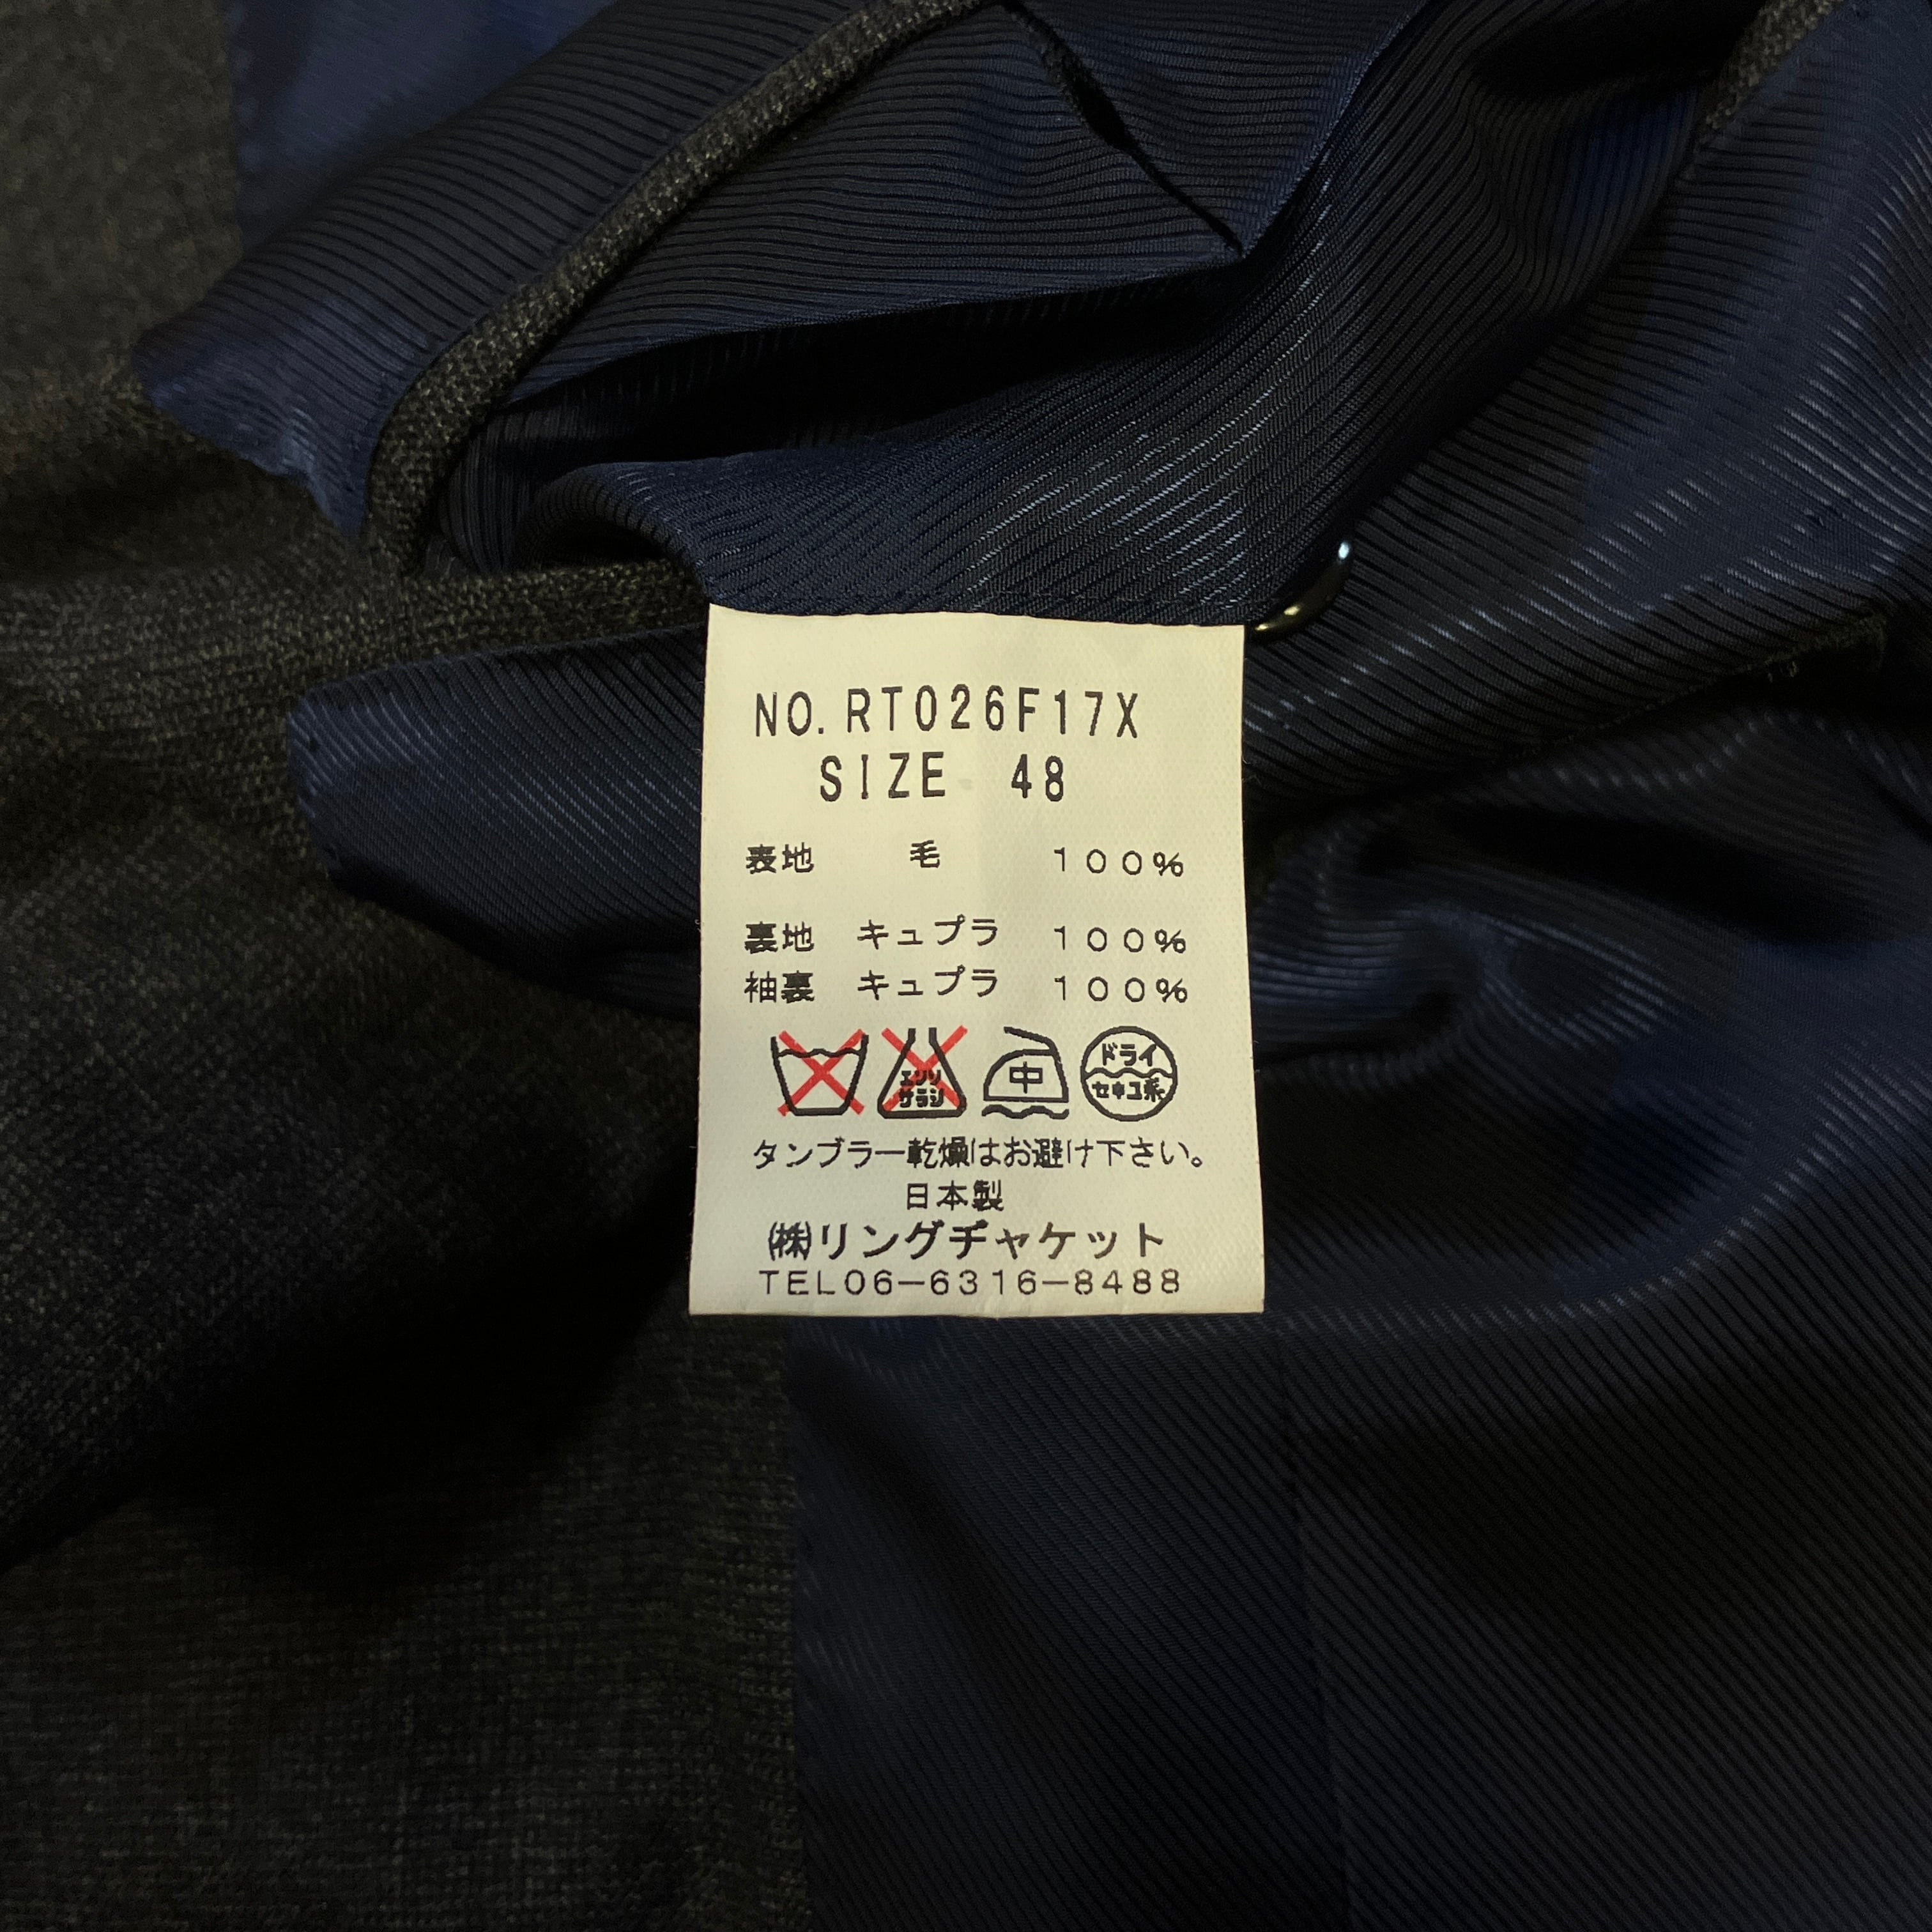 NO. RT026F17X
SIZE 48
表地 毛 100%
裏地 キュプラ 100%
袖裏 キュプラ 100%
エンソ サラシ 中 ドライ セキユ系
タンブラー乾燥はお避け下さい。
日本製
㈱リングヂャケット
TEL06-6316-8488